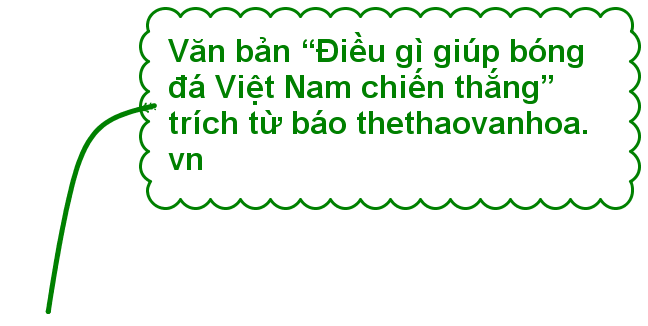 Văn bản “Điều gì giúp bóng
đá Việt Nam chiến thắng”
trích từ báo thethaovanhoa.
vn